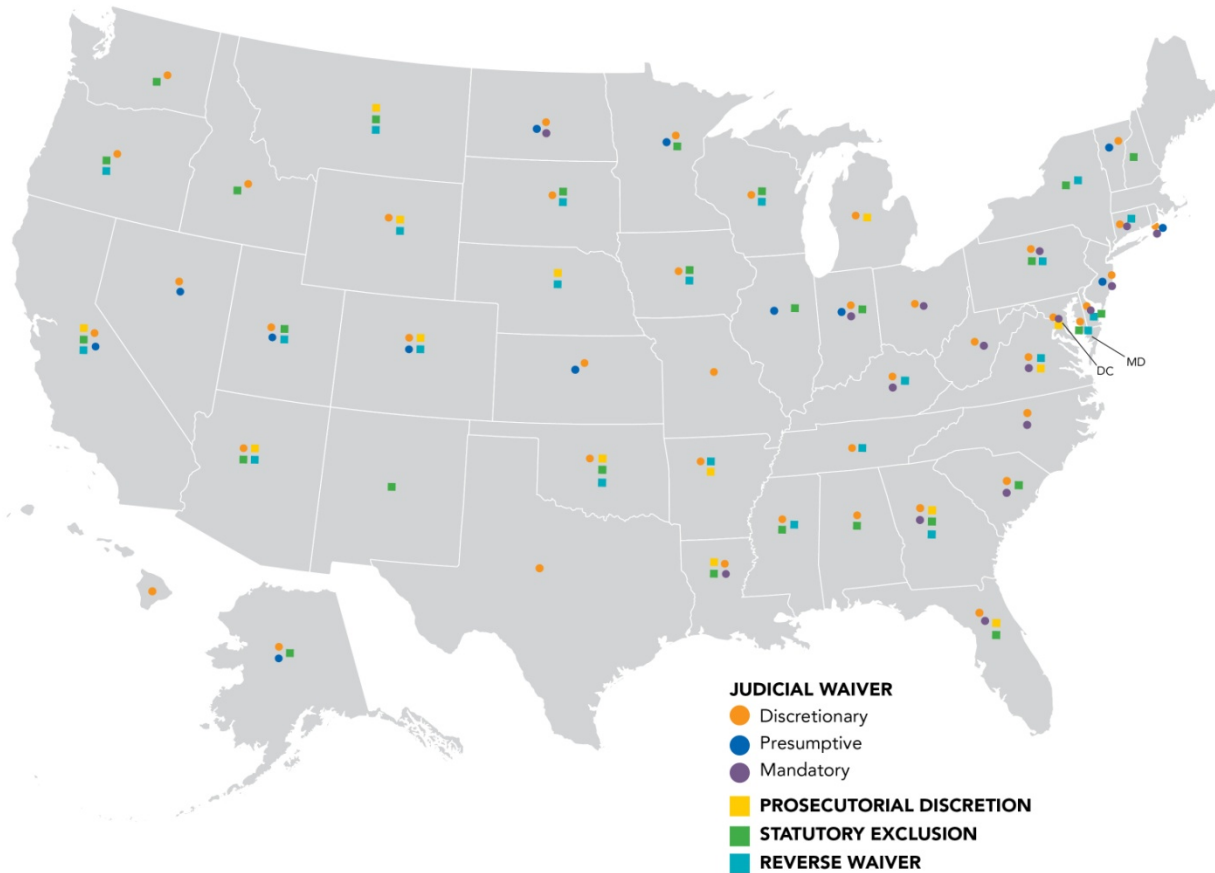 MD
DC
JUDICIAL WAIVER
Discretionary
Presumptive
Mandatory
PROSECUTORIAL DISCRETION
STATUTORY EXCLUSION
REVERSE WAIVER